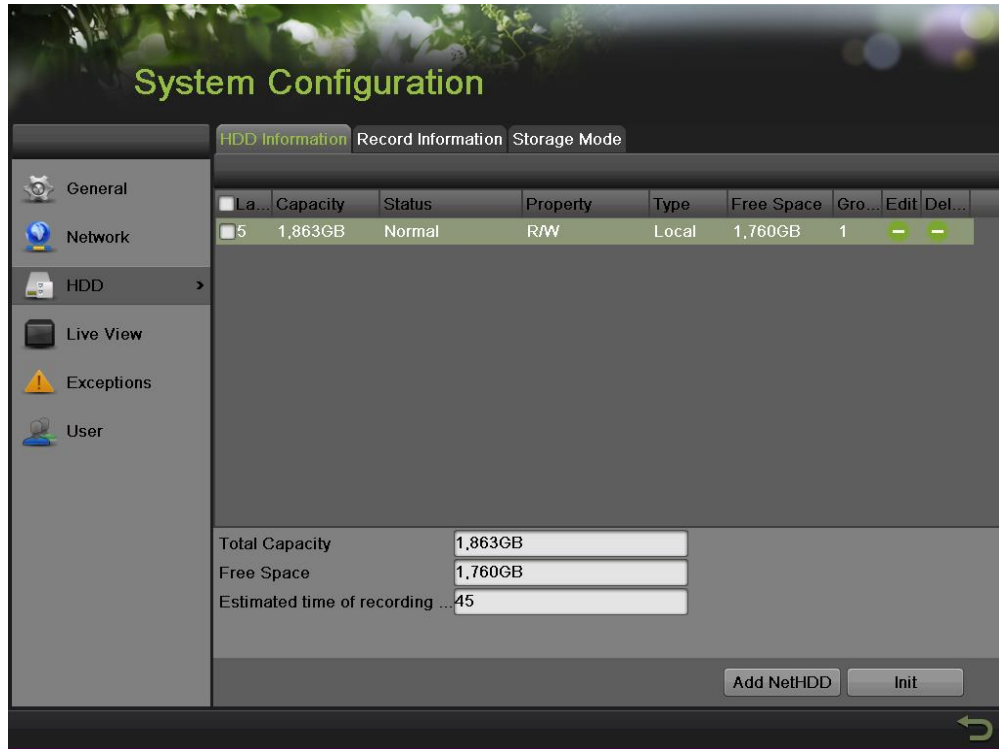 System Configuration
HDD Information Record Information Storage Mode
General
Network
HDD
Live View
Exceptions
User
La... Capacity Status Property Type Free Space Gro... Edit Del...
5 1,863GB Normal R/W Local 1,760GB 1
Total Capacity 1,863GB
Free Space 1,760GB
Estimated time of recording ... 45
Add NetHDD Init